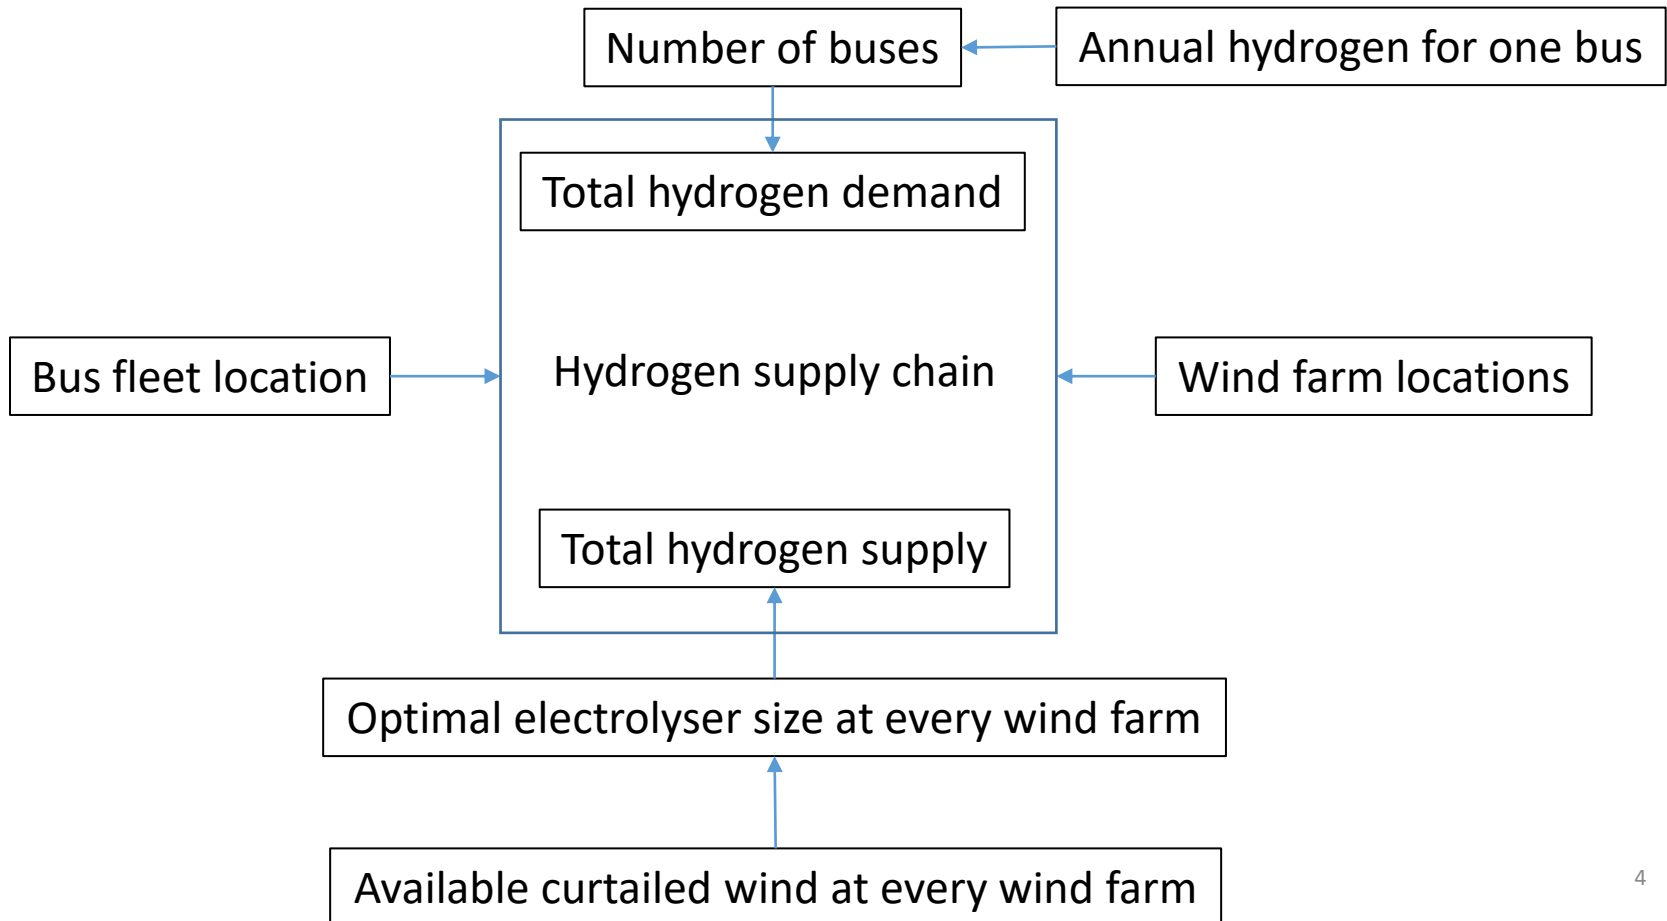 Number of buses
Annual hydrogen for one bus
Total hydrogen demand
Bus fleet location
Hydrogen supply chain
Wind farm locations
Total hydrogen supply
Optimal electrolyser size at every wind farm
Available curtailed wind at every wind farm
4